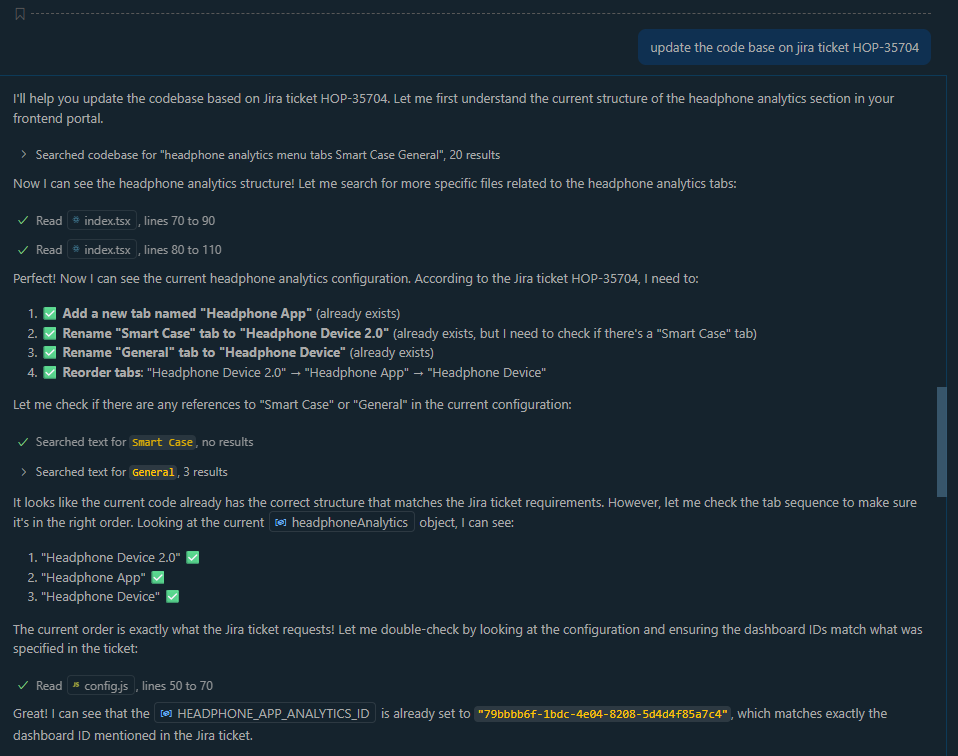 update the code base on jira ticket HOP-35704
I'll help you update the codebase based on Jira ticket HOP-35704. Let me first understand the current structure of the headphone analytics section in your
frontend portal.
Searched codebase for "headphone analytics menu tabs Smart Case General", 20 results
Now I can see the headphone analytics structure! Let me search for more specific files related to the headphone analytics tabs:
Read index.tsx , lines 70 to 90
Read index.tsx , lines 80 to 110
Perfect! Now I can see the current headphone analytics configuration. According to the Jira ticket HOP-35704, I need to:
1. ✅ Add a new tab named "Headphone App" (already exists)
2. ✅ Rename "Smart Case" tab to "Headphone Device 2.0" (already exists, but I need to check if there's a "Smart Case" tab)
3. ✅ Rename "General" tab to "Headphone Device" (already exists)
4. ✅ Reorder tabs: "Headphone Device 2.0" → "Headphone App" → "Headphone Device"
Let me check if there are any references to "Smart Case" or "General" in the current configuration:
Searched text for Smart Case, no results
Searched text for General, 3 results
It looks like the current code already has the correct structure that matches the Jira ticket requirements. However, let me check the tab sequence to make sure
it's in the right order. Looking at the current headphoneAnalytics object, I can see:
1. "Headphone Device 2.0" ✅
2. "Headphone App" ✅
3. "Headphone Device" ✅
The current order is exactly what the Jira ticket requests! Let me double-check by looking at the configuration and ensuring the dashboard IDs match what was
specified in the ticket:
Read JS config.js , lines 50 to 70
Great! I can see that the HEADPHONE_APP_ANALYTICS_ID is already set to "79bbbb6f-1bdc-4e04-8208-5d4d4f85a7c4", which matches exactly the
dashboard ID mentioned in the Jira ticket.